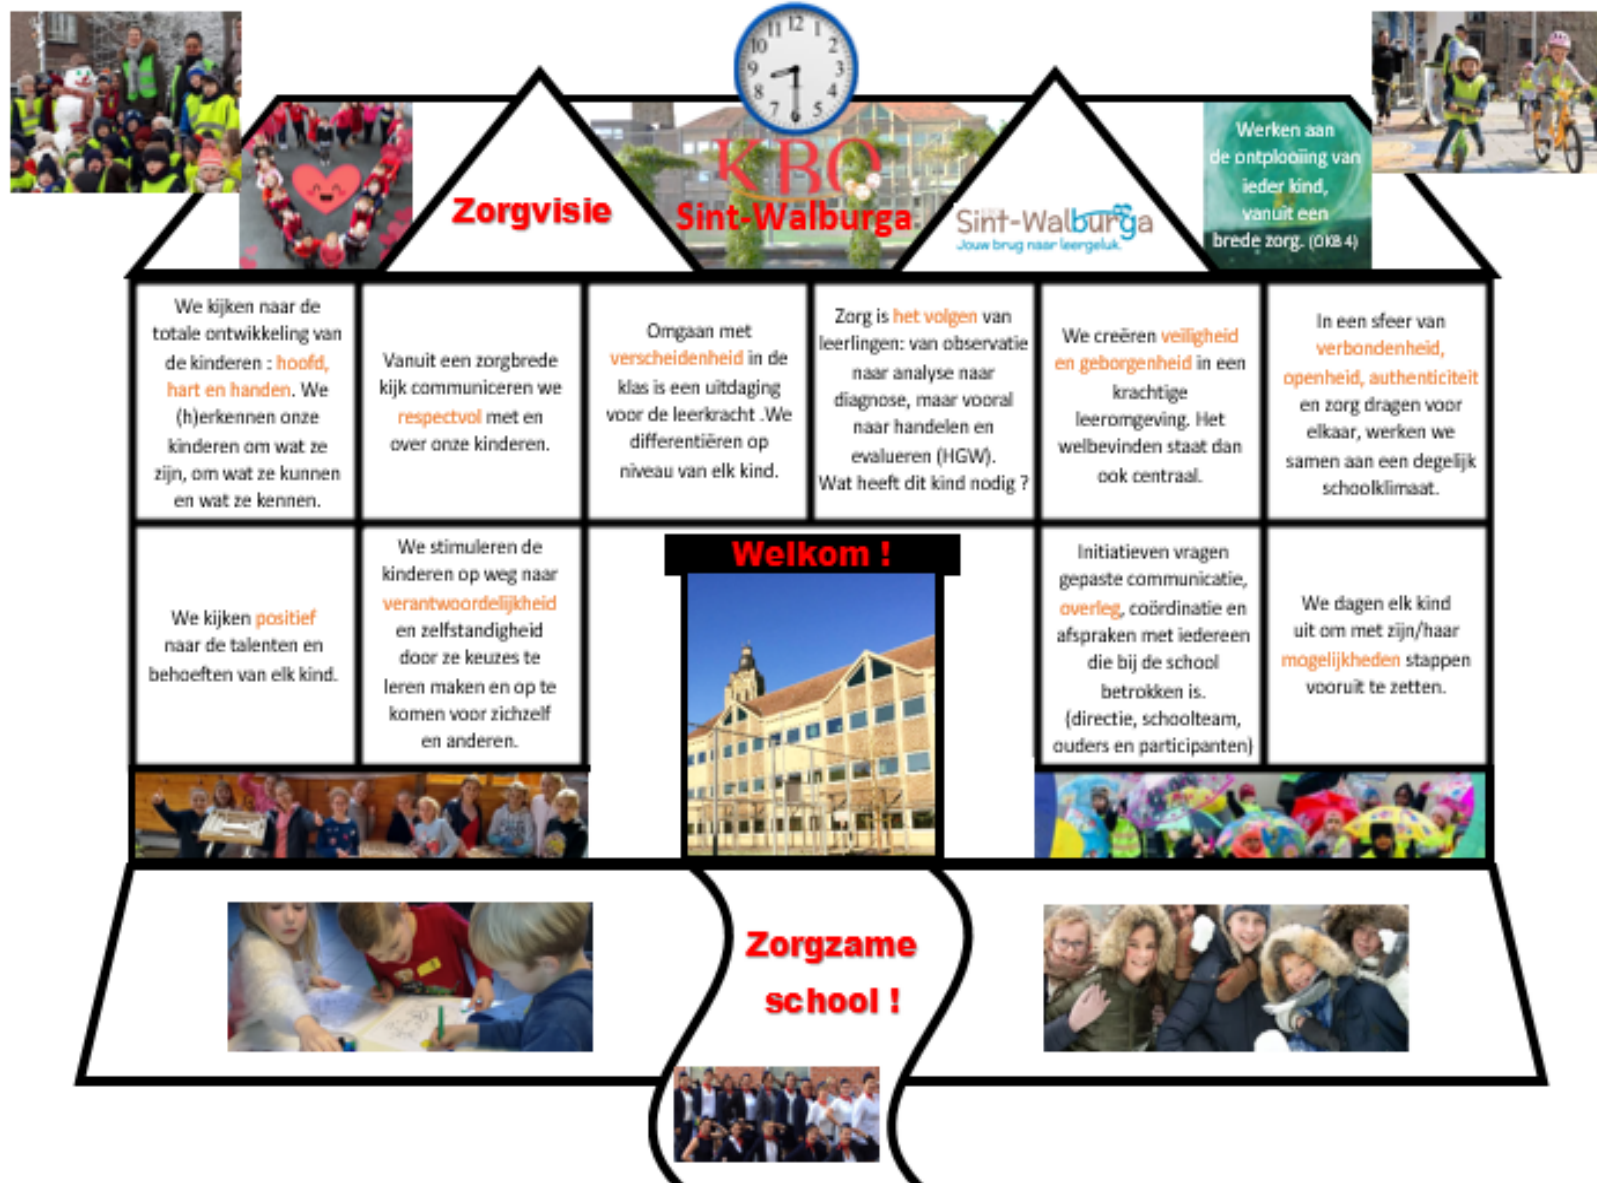 Zorgvisie
KBO
Sint-Walburga
Sint-Walburga
Jouw brug naar leergeluk.
Werken aan
de ontplooiing van
ieder kind,
vanuit een
brede zorg. (OKB 4)
12
1
2
3
4
5
7
8
9
10
11
We kijken naar de
totale ontwikkeling van
de kinderen : hoofd,
hart en handen. We
(h)erkennen onze
kinderen om wat ze
zijn, om wat ze kunnen
en wat ze kennen.
Vanuit een zorgbrede
kijk communiceren we
respectvol met en
over onze kinderen.
Omgaan met
verscheidenheid in de
klas is een uitdaging
voor de leerkracht .We
differentiëren op
niveau van elk kind.
Zorg is het volgen van
leerlingen: van observatie
naar analyse naar
diagnose, maar vooral
naar handelen en
evalueren (HGW).
Wat heeft dit kind nodig ?
We creëren veiligheid
en geborgenheid in een
krachtige
leeromgeving. Het
welbevinden staat dan
ook centraal.
In een sfeer van
verbondenheid,
openheid, authenticiteit
en zorg dragen voor
elkaar, werken we
samen aan een degelijk
schoolklimaat.
We kijken positief
naar de talenten en
behoeften van elk kind.
We stimuleren de
kinderen op weg naar
verantwoordelijkheid
en zelfstandigheid
door ze keuzes te
leren maken en op te
komen voor zichzelf
en anderen.
Welkom !
Initiatieven vragen
gepaste communicatie,
overleg, coördinatie en
afspraken met iedereen
die bij de school
betrokken is.
(directie, schoolteam,
ouders en participanten)
We dagen elk kind
uit om met zijn/haar
mogelijkheden stappen
vooruit te zetten.
Zorgzame
school !